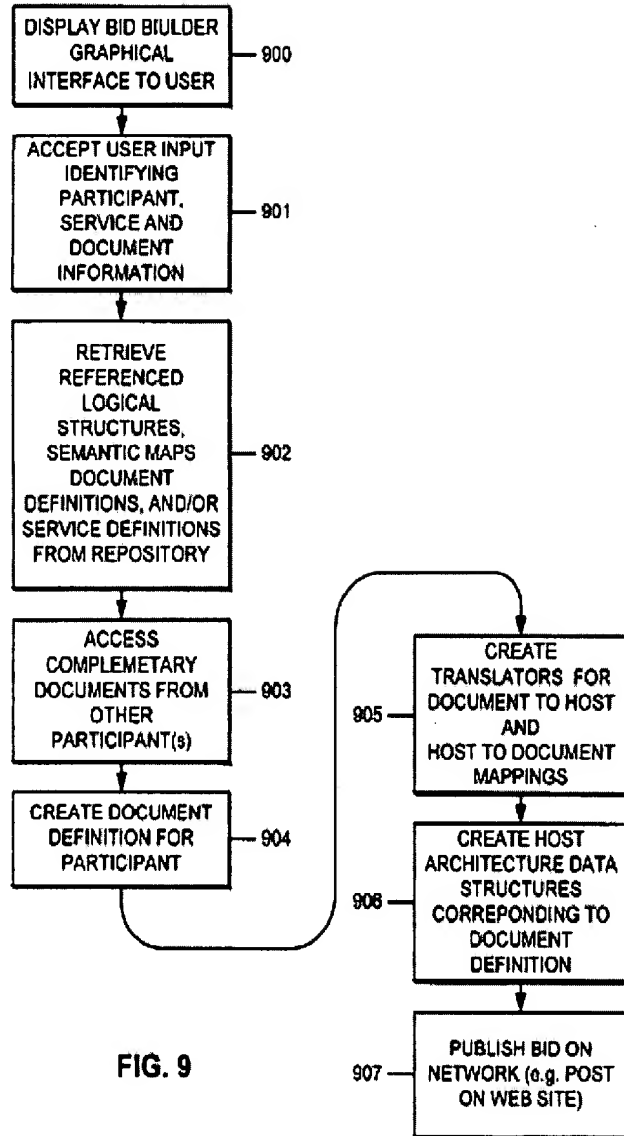 DISPLAY BID BIULDER
GRAPHICAL
INTERFACE TO USER
900
ACCEPT USER INPUT
IDENTIFYING
PARTICIPANT,
SERVICE AND
DOCUMENT
INFORMATION
901
RETRIEVE
REFERENCED
LOGICAL
STRUCTURES,
SEMANTIC MAPS
DOCUMENT
DEFINITIONS, AND/OR
SERVICE DEFINITIONS
FROM REPOSITORY
902
ACCESS
COMPLEMETARY
DOCUMENTS FROM
OTHER
PARTICIPANT(s)
903
CREATE DOCUMENT
DEFINITION FOR
PARTICIPANT
904
CREATE
TRANSLATORS FOR
DOCUMENT TO HOST
AND
HOST TO DOCUMENT
MAPPINGS
905
CREATE HOST
ARCHITECTURE DATA
STRUCTURES
CORREPONDING TO
DOCUMENT
DEFINITION
906
PUBLISH BID ON
NETWORK (e.g. POST
ON WEB SITE)
907
FIG. 9